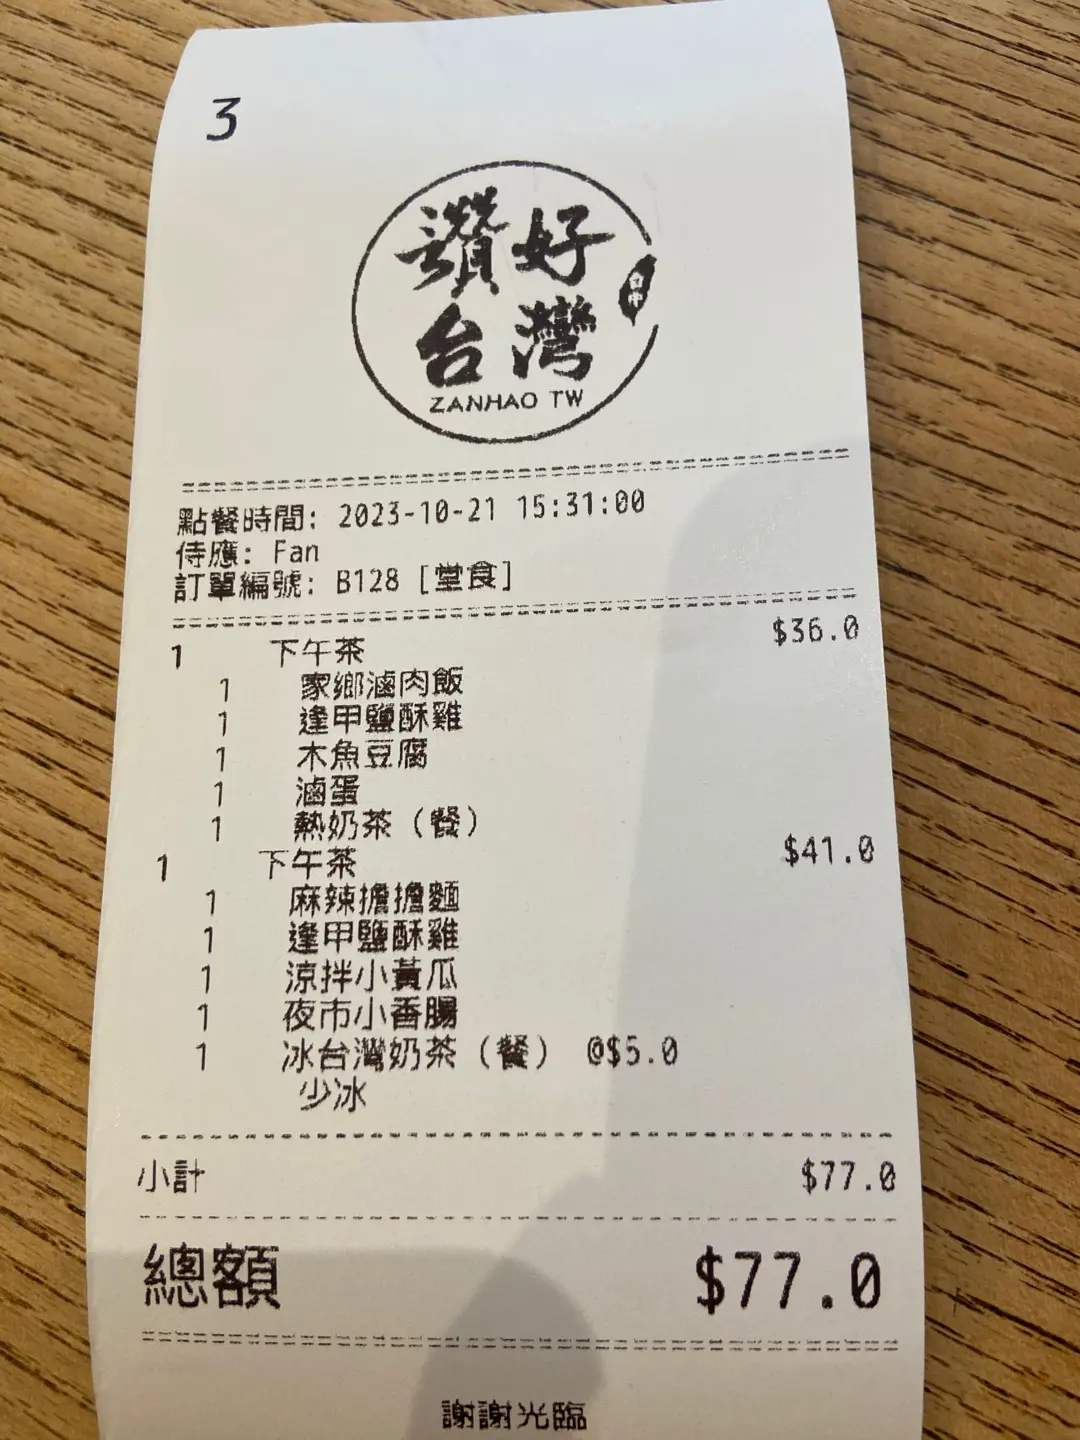 3
讚好
台灣
台中
ZANHAO TW
點餐時間: 2023-10-21 15:31:00
侍應: Fan
訂單編號: B128 [堂食]
1 下午茶 $36.0
1 家鄉滷肉飯
1 逢甲鹽酥雞
1 木魚豆腐
1 滷蛋
1 熱奶茶（餐）
1 下午茶 $41.0
1 麻辣擔擔麵
1 逢甲鹽酥雞
1 涼拌小黃瓜
1 夜市小香腸
1 冰台灣奶茶（餐） @$5.0
少冰
小計 $77.0
總額 $77.0
謝謝光臨